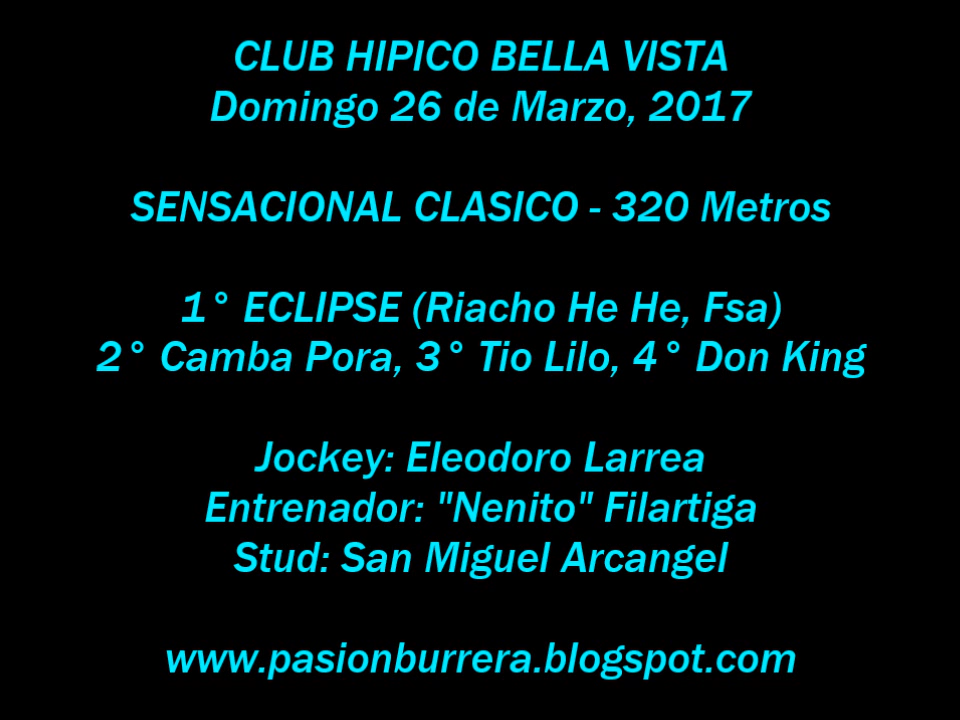 CLUB HIPICO BELLA VISTA
Domingo 26 de Marzo, 2017
SENSACIONAL CLASICO - 320 Metros
1° ECLIPSE (Riacho He He, Fsa)
2° Camba Pora, 3° Tio Lilo, 4° Don King
Jockey: Eleodoro Larrea
Entrenador: "Nenito" Filartiga
Stud: San Miguel Arcangel
www.pasionburrera.blogspot.com